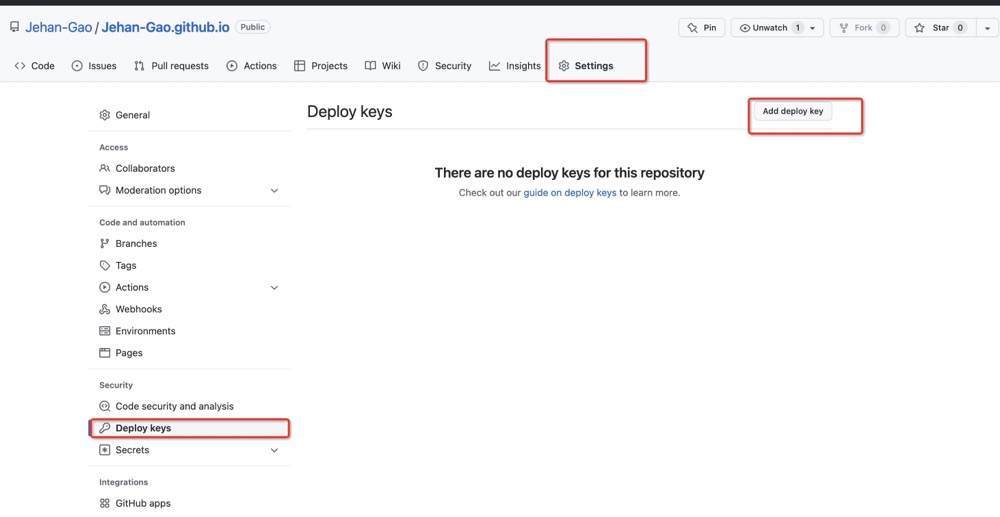 Jehan-Gao / Jehan-Gao.github.io Public Pin Unwatch 1 Fork 0 Star 0
Code Issues Pull requests Actions Projects Wiki Security Insights Settings
General
Access
Collaborators
Moderation options
Code and automation
Branches
Tags
Actions
Webhooks
Environments
Pages
Security
Code security and analysis
Deploy keys
Secrets
Integrations
GitHub apps
Deploy keys Add deploy key
There are no deploy keys for this repository
Check out our guide on deploy keys to learn more.